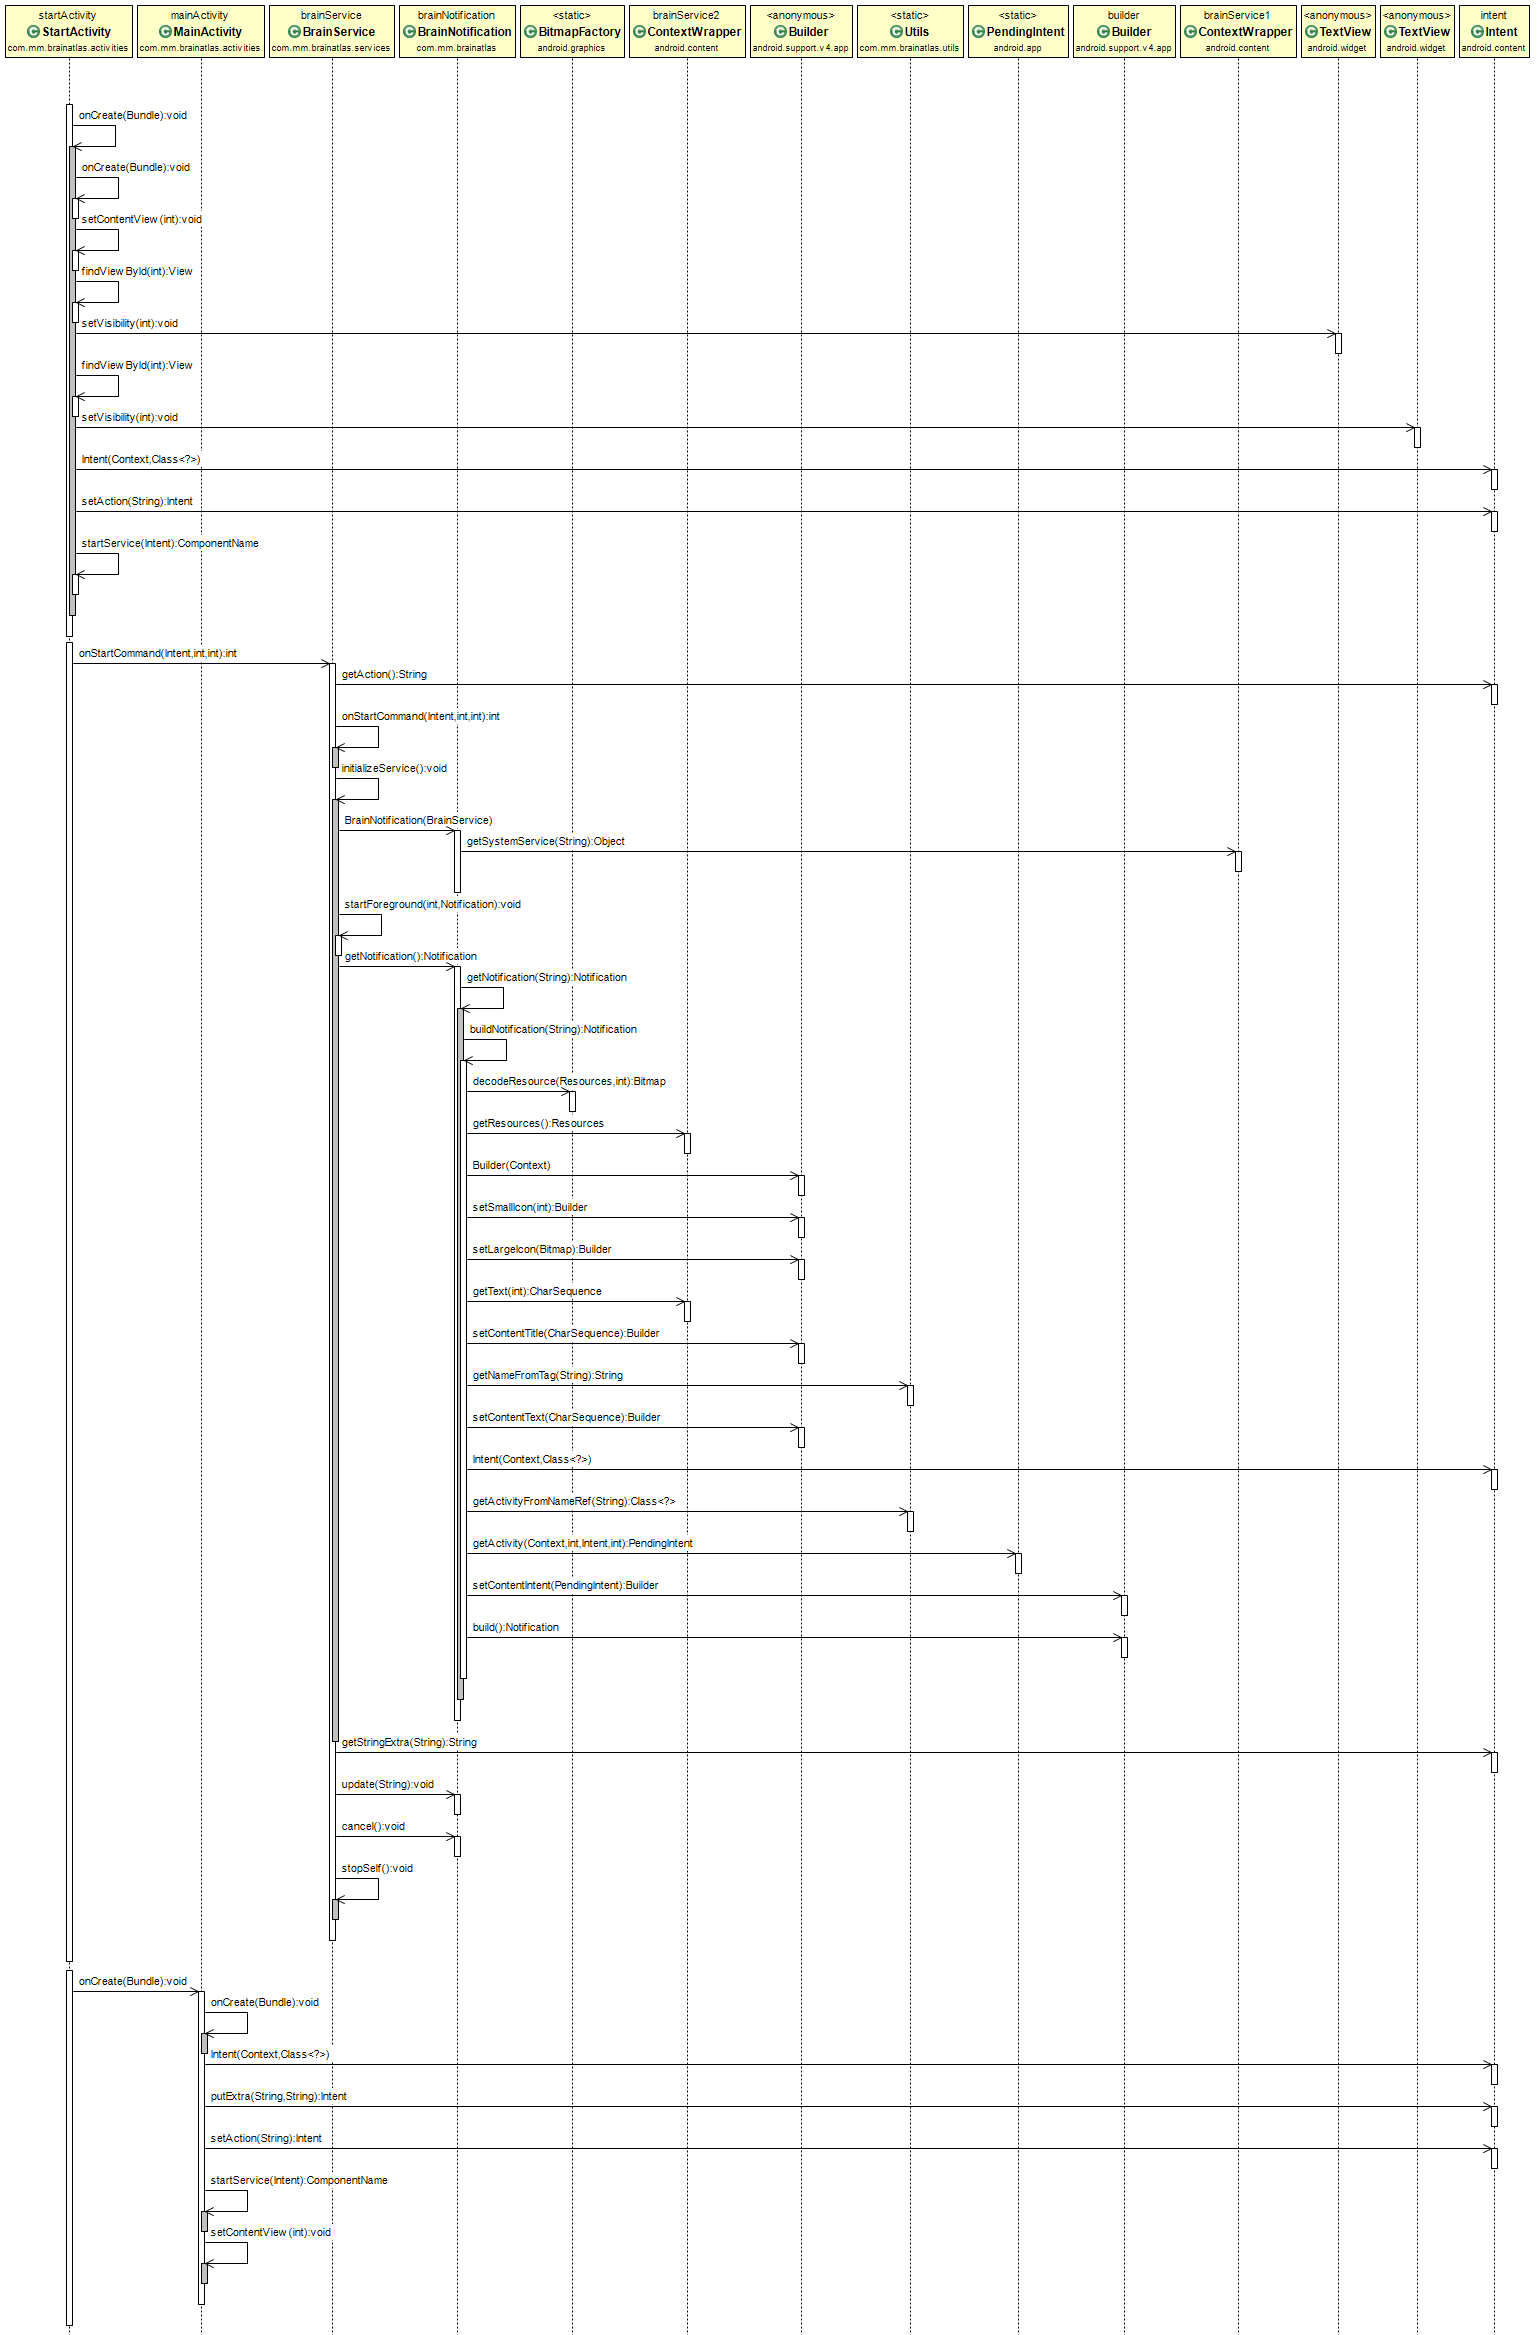 startActivity
StartActivity
com.mm.brainatlas.activities
mainActivity
MainActivity
com.mm.brainatlas.activities
brainService
BrainService
com.mm.brainatlas.services
brainNotification
BrainNotification
com.mm.brainatlas
<static>
BitmapFactory
android.graphics
brainService2
ContextWrapper
android.content
<anonymous>
Builder
android.support.v4.app
<static>
Utils
com.mm.brainatlas.utils
<static>
PendingIntent
android.app
builder
Builder
android.support.v4.app
brainService1
ContextWrapper
android.content
<anonymous>
TextView
android.widget
<anonymous>
TextView
android.widget
intent
Intent
android.content
onCreate(Bundle):void
onCreate(Bundle):void
setContentView(int):void
findViewById(int):View
setVisibility(int):void
findViewById(int):View
setVisibility(int):void
Intent(Context,Class<?>)
setAction(String):Intent
startService(Intent):ComponentName
onStartCommand(Intent,int,int):int
getAction():String
onStartCommand(Intent,int,int):int
initializeService():void
BrainNotification(BrainService)
getSystemService(String):Object
startForeground(int,Notification):void
getNotification():Notification
getNotification(String):Notification
buildNotification(String):Notification
decodeResource(Resources,int):Bitmap
getResources():Resources
Builder(Context)
setSmallIcon(int):Builder
setLargeIcon(Bitmap):Builder
getText(int):CharSequence
setContentTitle(CharSequence):Builder
getNameFromTag(String):String
setContentText(CharSequence):Builder
Intent(Context,Class<?>)
getActivityFromNameRef(String):Class<?>
getActivity(Context,int,Intent,int):PendingIntent
setContentIntent(PendingIntent):Builder
build():Notification
getStringExtra(String):String
update(String):void
cancel():void
stopSelf():void
onCreate(Bundle):void
onCreate(Bundle):void
Intent(Context,Class<?>)
putExtra(String,String):Intent
setAction(String):Intent
startService(Intent):ComponentName
setContentView(int):void